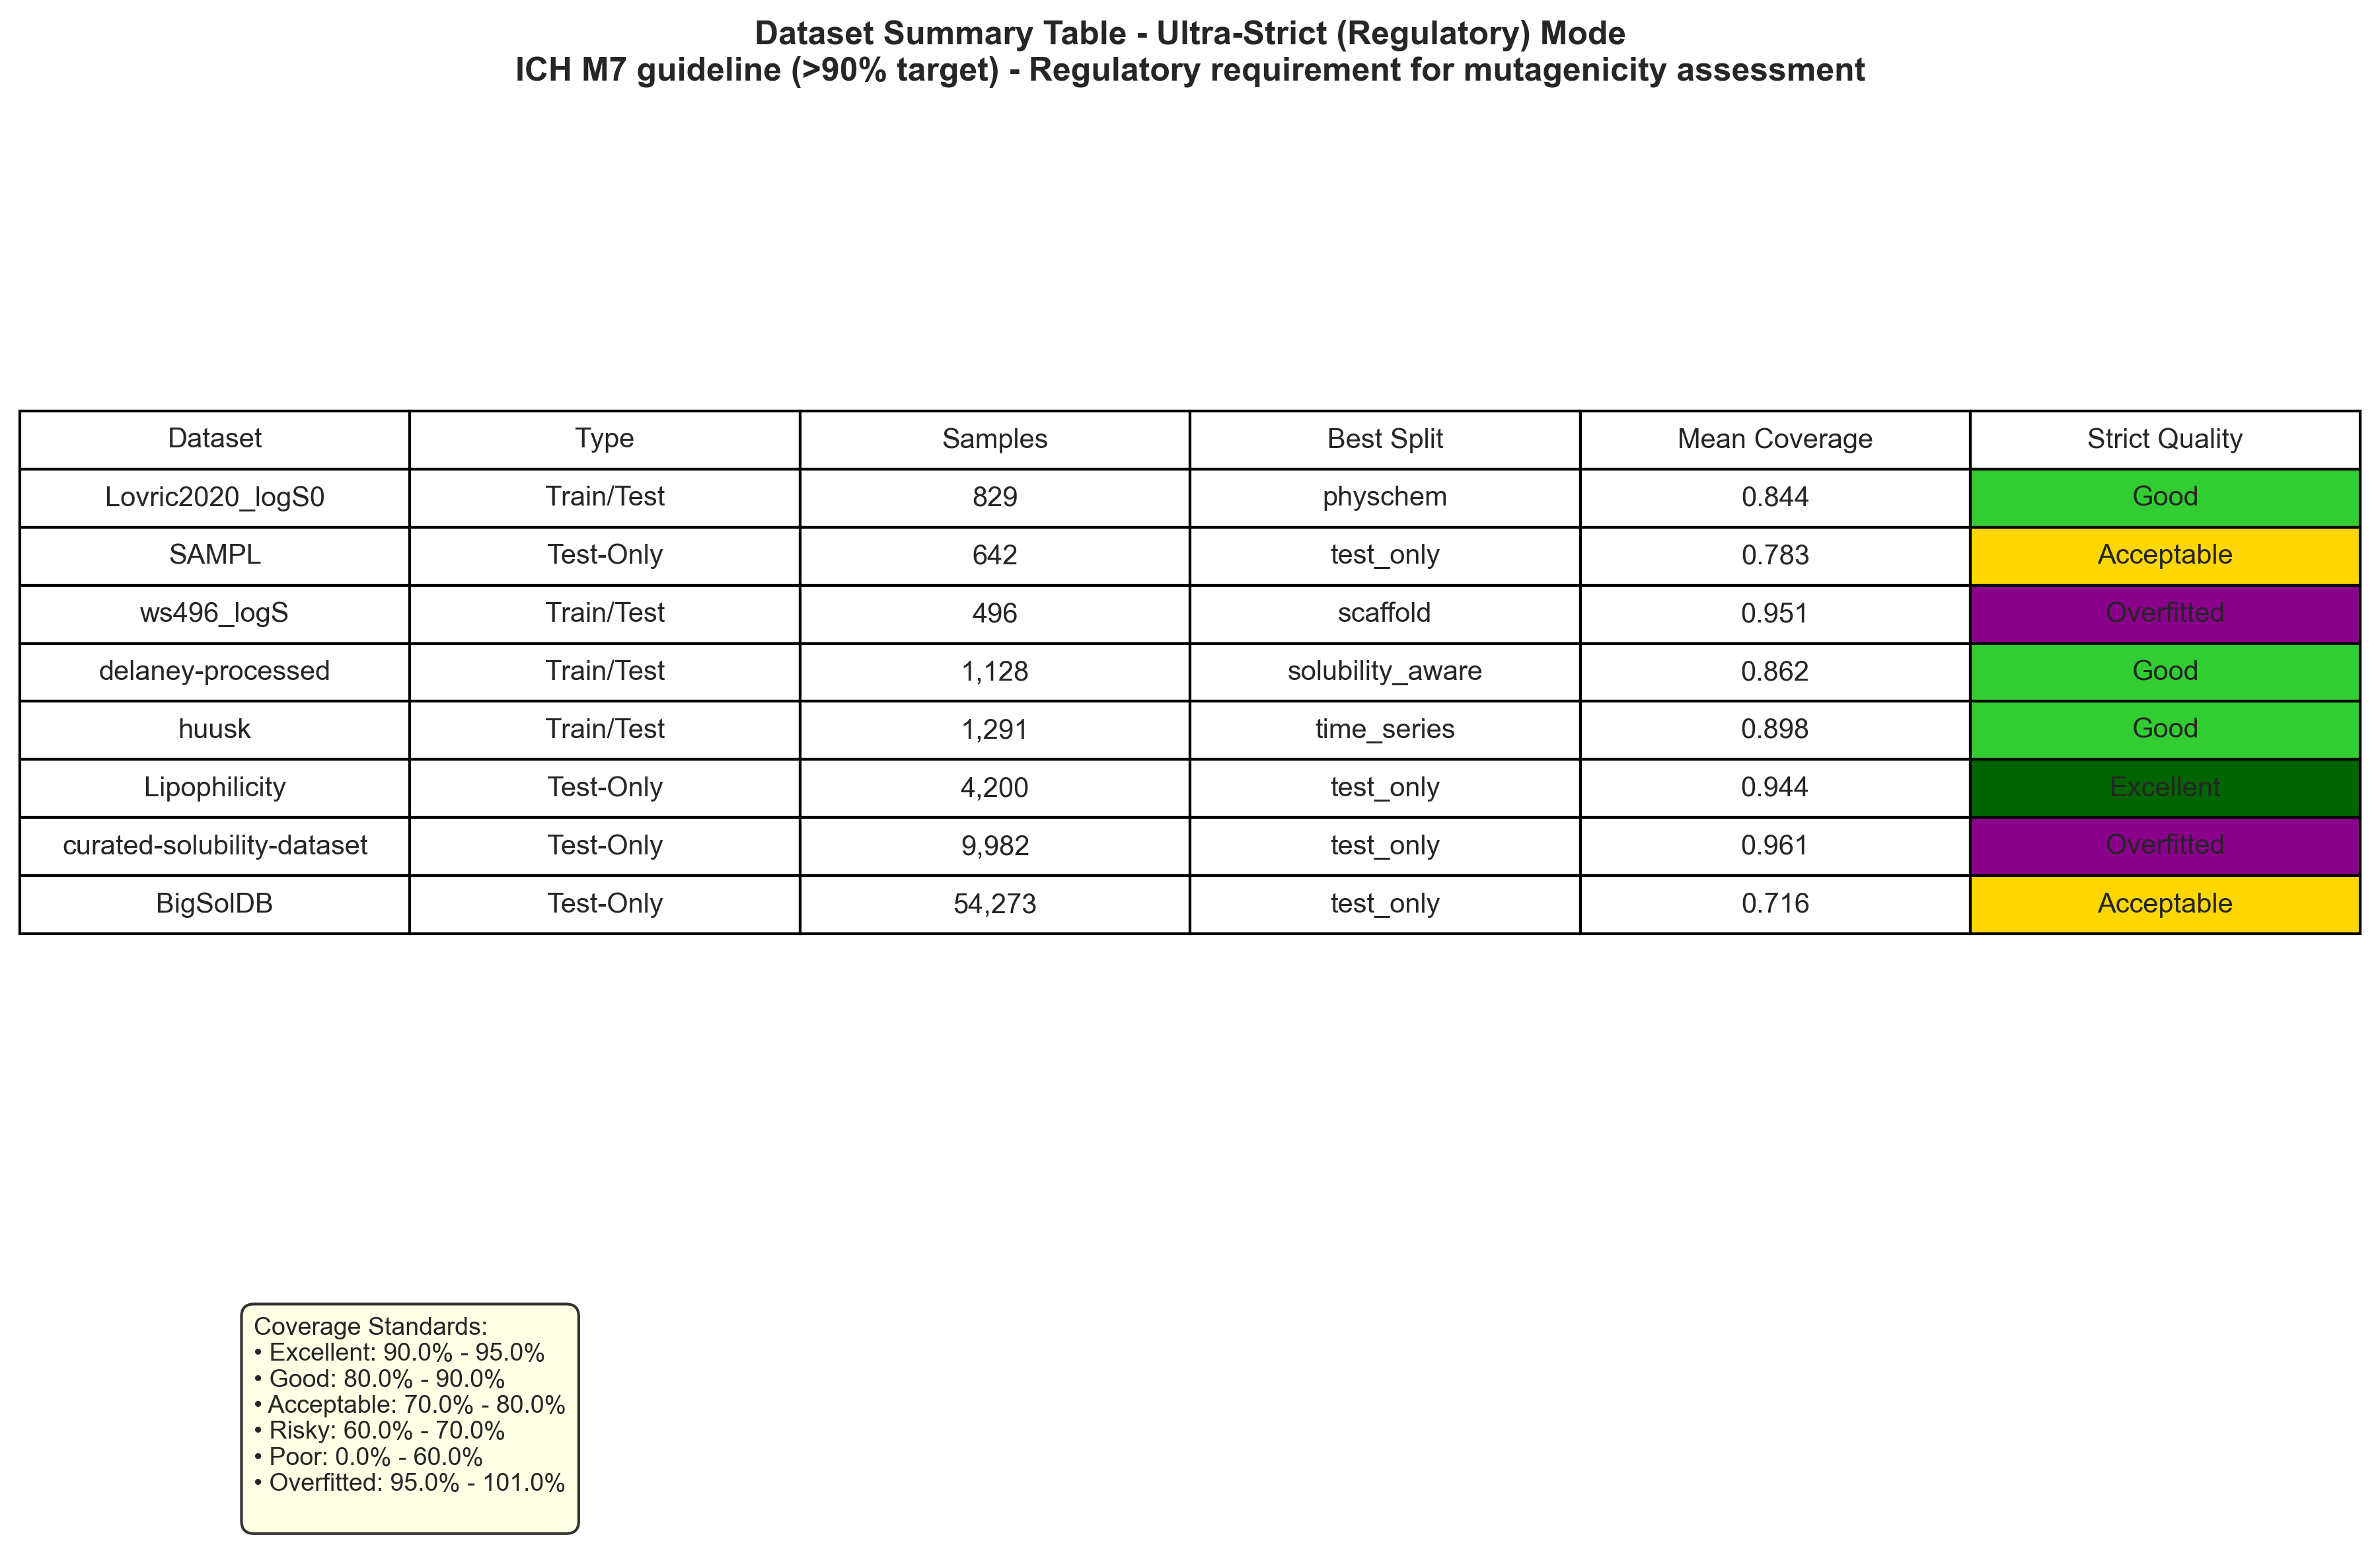 Dataset Summary Table - Ultra-Strict (Regulatory) Mode
ICH M7 guideline (>90% target) - Regulatory requirement for mutagenicity assessment
Dataset Type Samples Best Split Mean Coverage Strict Quality
Lovric2020_logS0 Train/Test 829 physchem 0.844 Good
SAMPL Test-Only 642 test_only 0.783 Acceptable
ws496_logS Train/Test 496 scaffold 0.951 Overfitted
delaney-processed Train/Test 1,128 solubility_aware 0.862 Good
huusk Train/Test 1,291 time_series 0.898 Good
Lipophilicity Test-Only 4,200 test_only 0.944 Excellent
curated-solubility-dataset Test-Only 9,982 test_only 0.961 Overfitted
BigSolDB Test-Only 54,273 test_only 0.716 Acceptable
Coverage Standards:
• Excellent: 90.0% - 95.0%
• Good: 80.0% - 90.0%
• Acceptable: 70.0% - 80.0%
• Risky: 60.0% - 70.0%
• Poor: 0.0% - 60.0%
• Overfitted: 95.0% - 101.0%